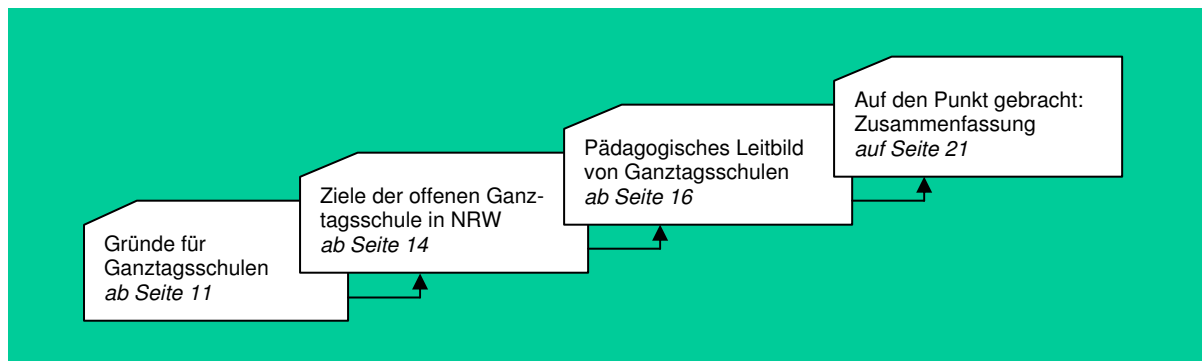 Gründe für
Ganztagsschulen
ab Seite 11
Ziele der offenen Ganz-
tagsschule in NRW
ab Seite 14
Pädagogisches Leitbild
von Ganztagsschulen
ab Seite 16
Auf den Punkt gebracht:
Zusammenfassung
auf Seite 21